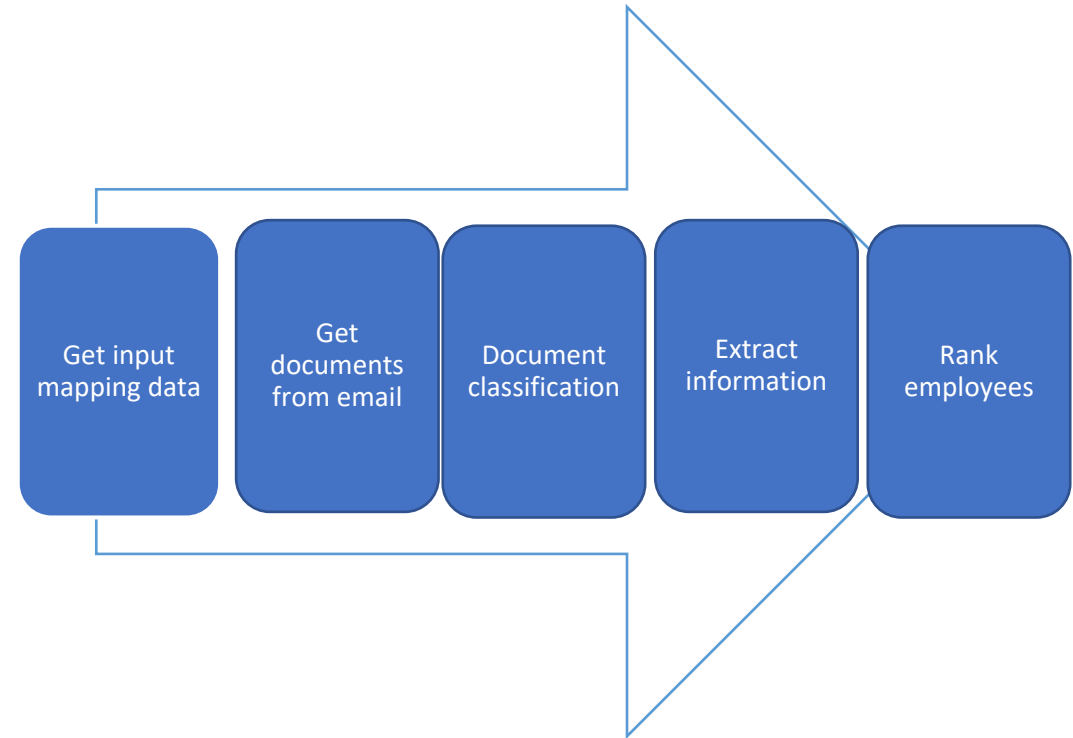 Get input
mapping data
Get
documents
from email
Document
classification
Extract
information
Rank
employees